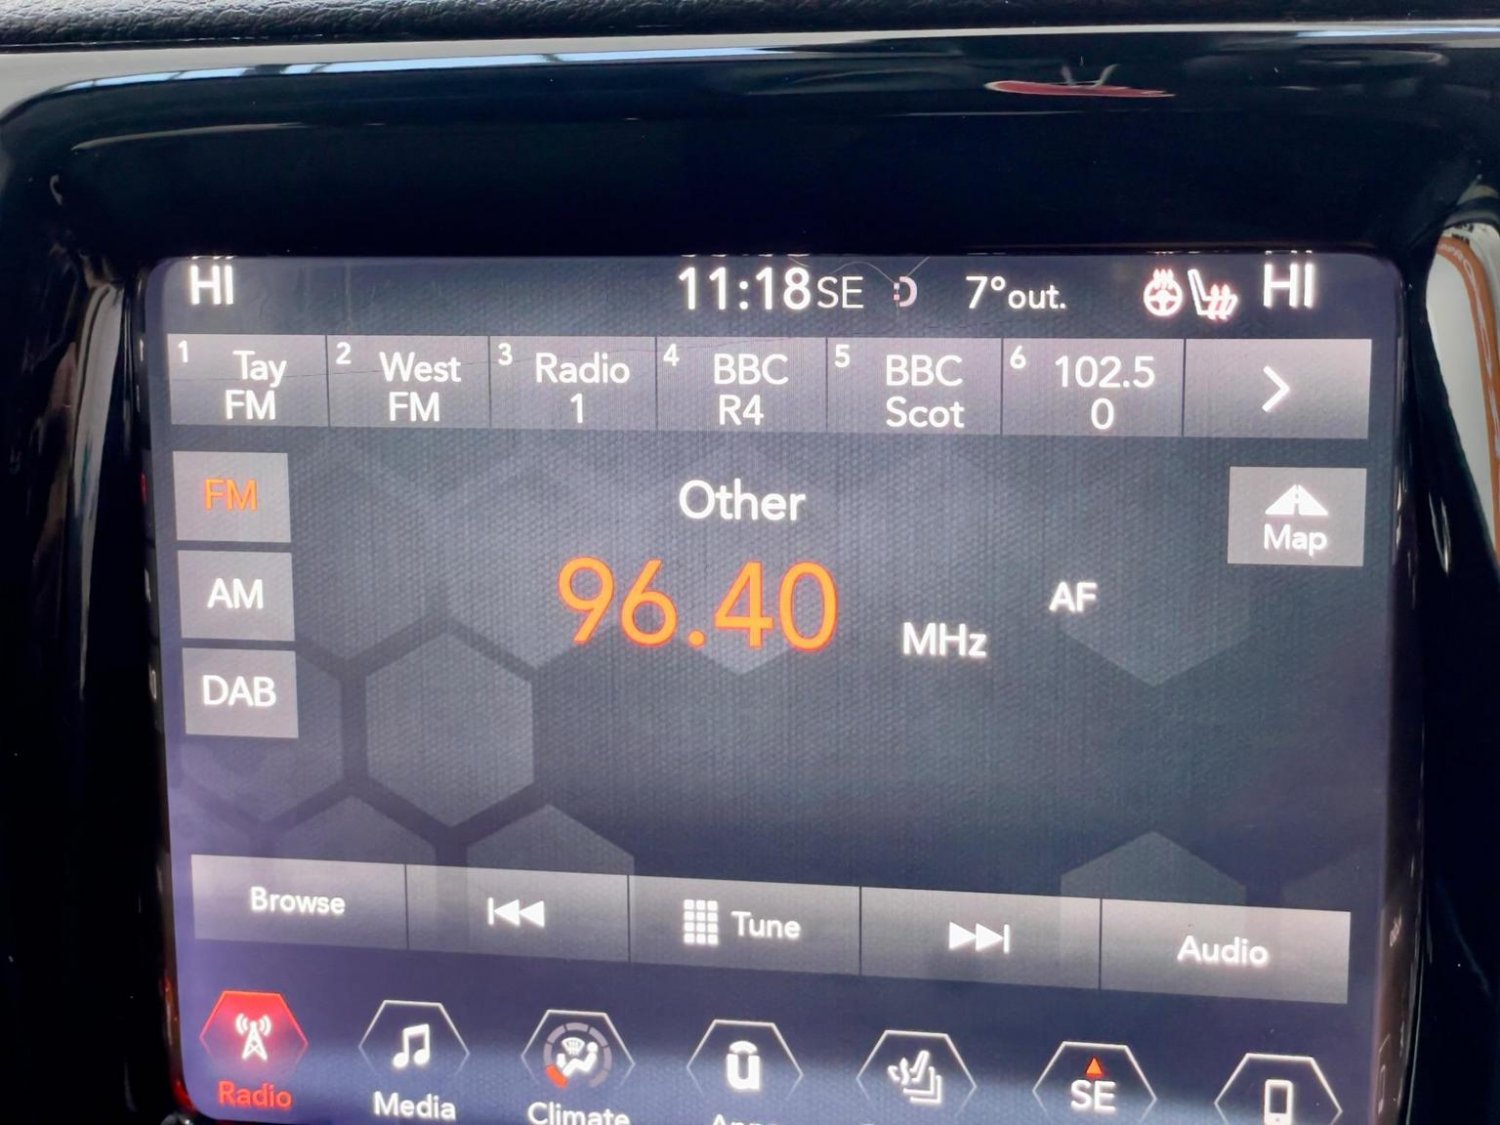 HI 11:18 SE 7°out. HI
1 Tay FM
2 West FM
3 Radio 1
4 BBC R4
5 BBC Scot
6 102.5 0
FM
Other
Map
96.40 MHz AF
AM
DAB
Browse Tune Audio
Radio Media Climate SE